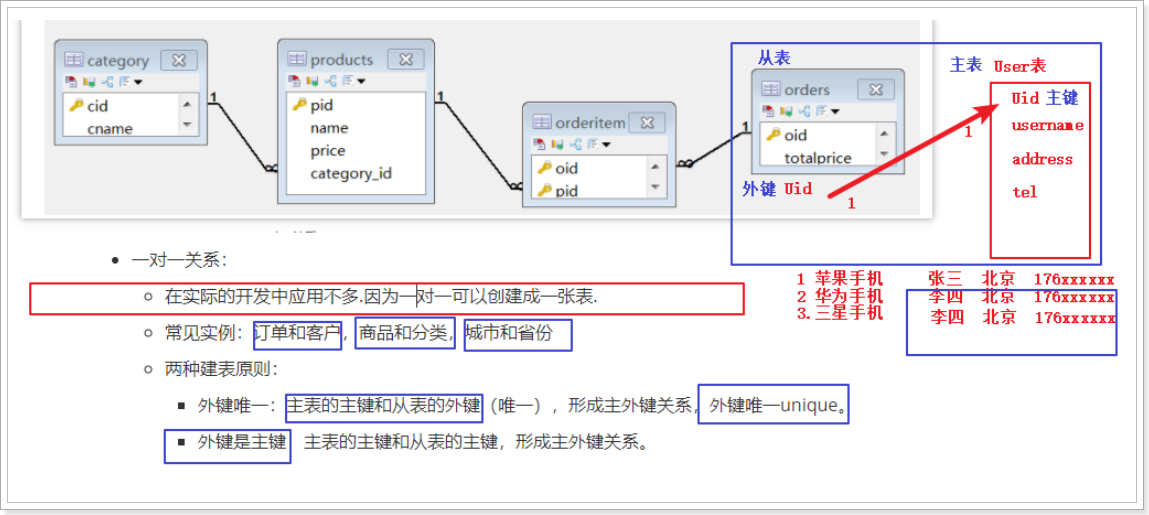 category
cid
cname
1
products
pid
name
price
category_id
1
orderitem
oid
pid
1
从表
orders
oid
totalprice
外键 Uid
1
主表 User表
Uid 主键
username
address
tel
1
1 苹果手机 张三 北京 176xxxxxx
2 华为手机 李四 北京 176xxxxxx
3.三星手机 李四 北京 176xxxxxx
• 一对一关系：
○ 在实际的开发中应用不多.因为一对一可以创建成一张表.
○ 常见实例：订单和客户，商品和分类，城市和省份
○ 两种建表原则：
▪ 外键唯一：主表的主键和从表的外键（唯一），形成主外键关系，外键唯一unique。
▪ 外键是主键 主表的主键和从表的主键，形成主外键关系。